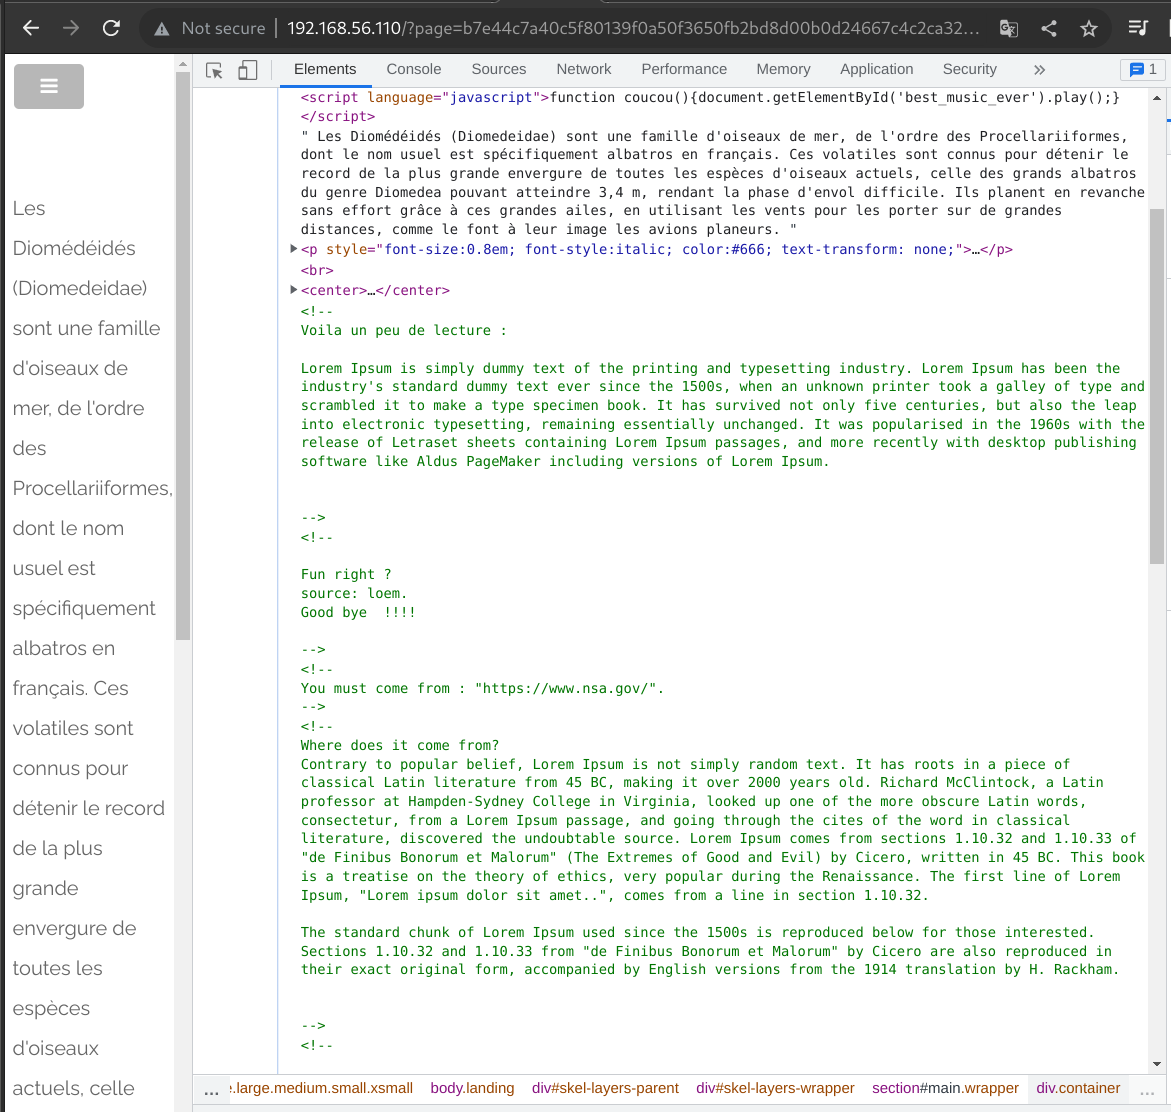 Not secure | 192.168.56.110/?page=b7e44c7a40c5f80139f0a50f3650fb2bd8d00b0d24667c4c2ca32...
Elements Console Sources Network Performance Memory Application Security » 1
Les
Diomédéidés
(Diomedeidae)
sont une famille
d'oiseaux de
mer, de l'ordre
des
Procellariiformes,
dont le nom
usuel est
spécifiquement
albatros en
français. Ces
volatiles sont
connus pour
détenir le record
de la plus
grande
envergure de
toutes les
espèces
d'oiseaux
actuels, celle
<script language="javascript">function coucou(){document.getElementById('best_music_ever').play();}
</script>
" Les Diomédéidés (Diomedeidae) sont une famille d'oiseaux de mer, de l'ordre des Procellariiformes,
dont le nom usuel est spécifiquement albatros en français. Ces volatiles sont connus pour détenir le
record de la plus grande envergure de toutes les espèces d'oiseaux actuels, celle des grands albatros
du genre Diomedea pouvant atteindre 3,4 m, rendant la phase d'envol difficile. Ils planent en revanche
sans effort grâce à ces grandes ailes, en utilisant les vents pour les porter sur de grandes
distances, comme le font à leur image les avions planeurs. "
<p style="font-size:0.8em; font-style:italic; color:#666; text-transform: none;">…</p>
<br>
<center>…</center>
<!--
Voila un peu de lecture :
Lorem Ipsum is simply dummy text of the printing and typesetting industry. Lorem Ipsum has been the
industry's standard dummy text ever since the 1500s, when an unknown printer took a galley of type and
scrambled it to make a type specimen book. It has survived not only five centuries, but also the leap
into electronic typesetting, remaining essentially unchanged. It was popularised in the 1960s with the
release of Letraset sheets containing Lorem Ipsum passages, and more recently with desktop publishing
software like Aldus PageMaker including versions of Lorem Ipsum.
-->
<!--
Fun right ?
source: loem.
Good bye  !!!!
-->
<!--
You must come from : "https://www.nsa.gov/".
-->
<!--
Where does it come from?
Contrary to popular belief, Lorem Ipsum is not simply random text. It has roots in a piece of
classical Latin literature from 45 BC, making it over 2000 years old. Richard McClintock, a Latin
professor at Hampden-Sydney College in Virginia, looked up one of the more obscure Latin words,
consectetur, from a Lorem Ipsum passage, and going through the cites of the word in classical
literature, discovered the undoubtable source. Lorem Ipsum comes from sections 1.10.32 and 1.10.33 of
"de Finibus Bonorum et Malorum" (The Extremes of Good and Evil) by Cicero, written in 45 BC. This book
is a treatise on the theory of ethics, very popular during the Renaissance. The first line of Lorem
Ipsum, "Lorem ipsum dolor sit amet..", comes from a line in section 1.10.32.
The standard chunk of Lorem Ipsum used since the 1500s is reproduced below for those interested.
Sections 1.10.32 and 1.10.33 from "de Finibus Bonorum et Malorum" by Cicero are also reproduced in
their exact original form, accompanied by English versions from the 1914 translation by H. Rackham.
-->
<!--
... e.large.medium.small.xsmall body.landing div#skel-layers-parent div#skel-layers-wrapper section#main.wrapper div.container ...